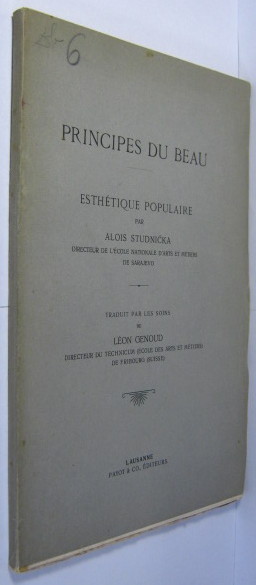 6
PRINCIPES DU BEAU
ESTHÉTIQUE POPULAIRE
PAR
ALOIS STUDNIČKA
DIRECTEUR DE L'ÉCOLE NATIONALE D'ARTS ET MÉTIERS
DE SARAJEVO
TRADUIT PAR LES SOINS
DE
LÉON GENOUD
DIRECTEUR DU TECHNICUM (ÉCOLE DES ARTS ET MÉTIERS)
DE FRIBOURG (SUISSE)
LAUSANNE
PAYOT & CO, ÉDITEURS